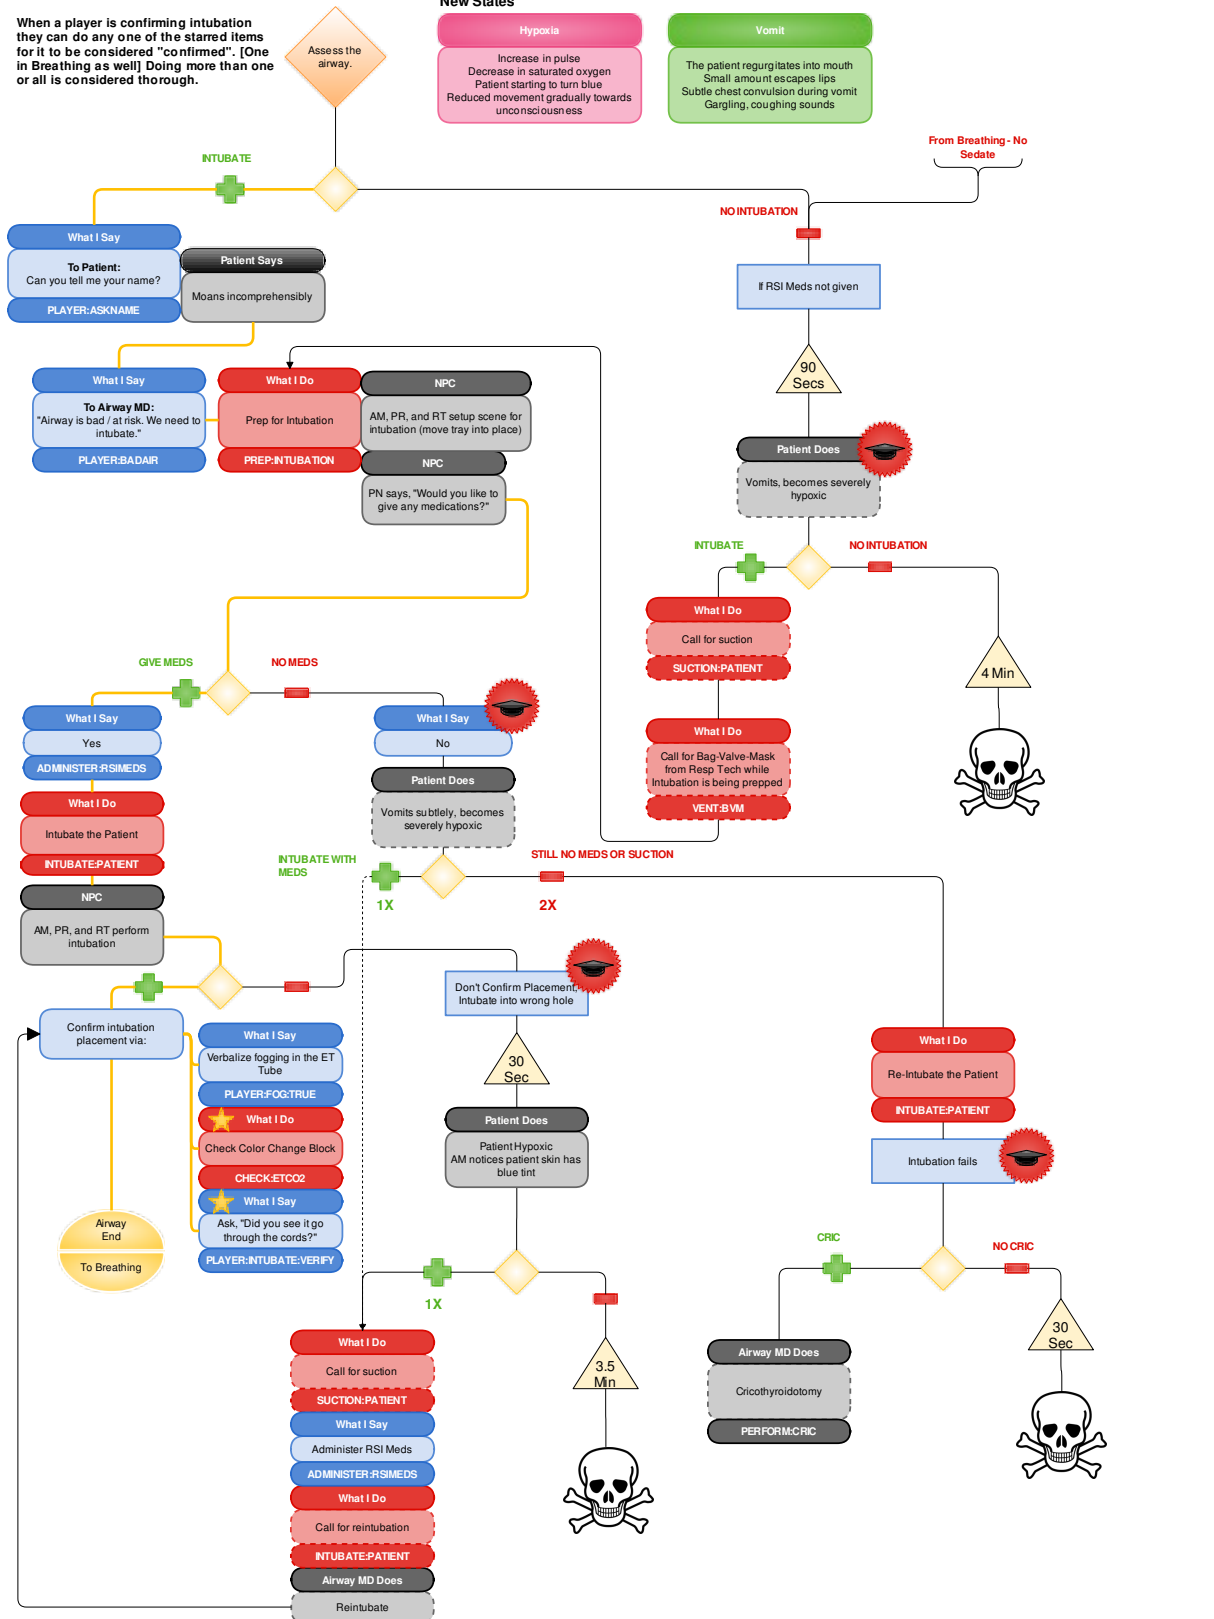 New States
When a player is confirming intubation
they can do any one of the starred items
for it to be considered "confirmed". [One
in Breathing as well] Doing more than one
or all is considered thorough.
Assess the
airway.
Hypoxia
Increase in pulse
Decrease in saturated oxygen
Patient starting to turn blue
Reduced movement gradually towards
unconsciousness
Vomit
The patient regurgitates into mouth
Small amount escapes lips
Subtle chest convulsion during vomit
Gargling, coughing sounds
From Breathing - No
Sedate
INTUBATE
NO INTUBATION
What I Say
To Patient:
Can you tell me your name?
PLAYER:ASKNAME
Patient Says
Moans incomprehensibly
If RSI Meds not given
90
Secs
What I Say
To Airway MD:
"Airway is bad / at risk. We need to
intubate."
PLAYER:BADAIR
What I Do
Prep for Intubation
PREP:INTUBATION
NPC
AM, PR, and RT setup scene for
intubation (move tray into place)
NPC
PN says, "Would you like to
give any medications?"
Patient Does
Vomits, becomes severely
hypoxic
INTUBATE
NO INTUBATION
What I Do
Call for suction
SUCTION:PATIENT
4 Min
What I Do
Call for Bag-Valve-Mask
from Resp Tech while
Intubation is being prepped
VENT:BVM
GIVE MEDS
NO MEDS
What I Say
Yes
ADMINISTER:RSIMEDS
What I Do
Intubate the Patient
INTUBATE:PATIENT
NPC
AM, PR, and RT perform
intubation
What I Say
No
Patient Does
Vomits subtlely, becomes
severely hypoxic
INTUBATE WITH
MEDS
1X
STILL NO MEDS OR SUCTION
2X
Don't Confirm Placement,
Intubate into wrong hole
30
Sec
Patient Does
Patient Hypoxic
AM notices patient skin has
blue tint
Confirm intubation
placement via:
What I Say
Verbalize fogging in the ET
Tube
PLAYER:FOG:TRUE
What I Do
Check Color Change Block
CHECK:ETCO2
What I Say
Ask, "Did you see it go
through the cords?"
PLAYER:INTUBATE:VERIFY
Airway
End
To Breathing
What I Do
Re-Intubate the Patient
INTUBATE:PATIENT
Intubation fails
CRIC
NO CRIC
1X
3.5
Min
30
Sec
Airway MD Does
Cricothyroidotomy
PERFORM:CRIC
What I Do
Call for suction
SUCTION:PATIENT
What I Say
Administer RSI Meds
ADMINISTER:RSIMEDS
What I Do
Call for reintubation
INTUBATE:PATIENT
Airway MD Does
Reintubate